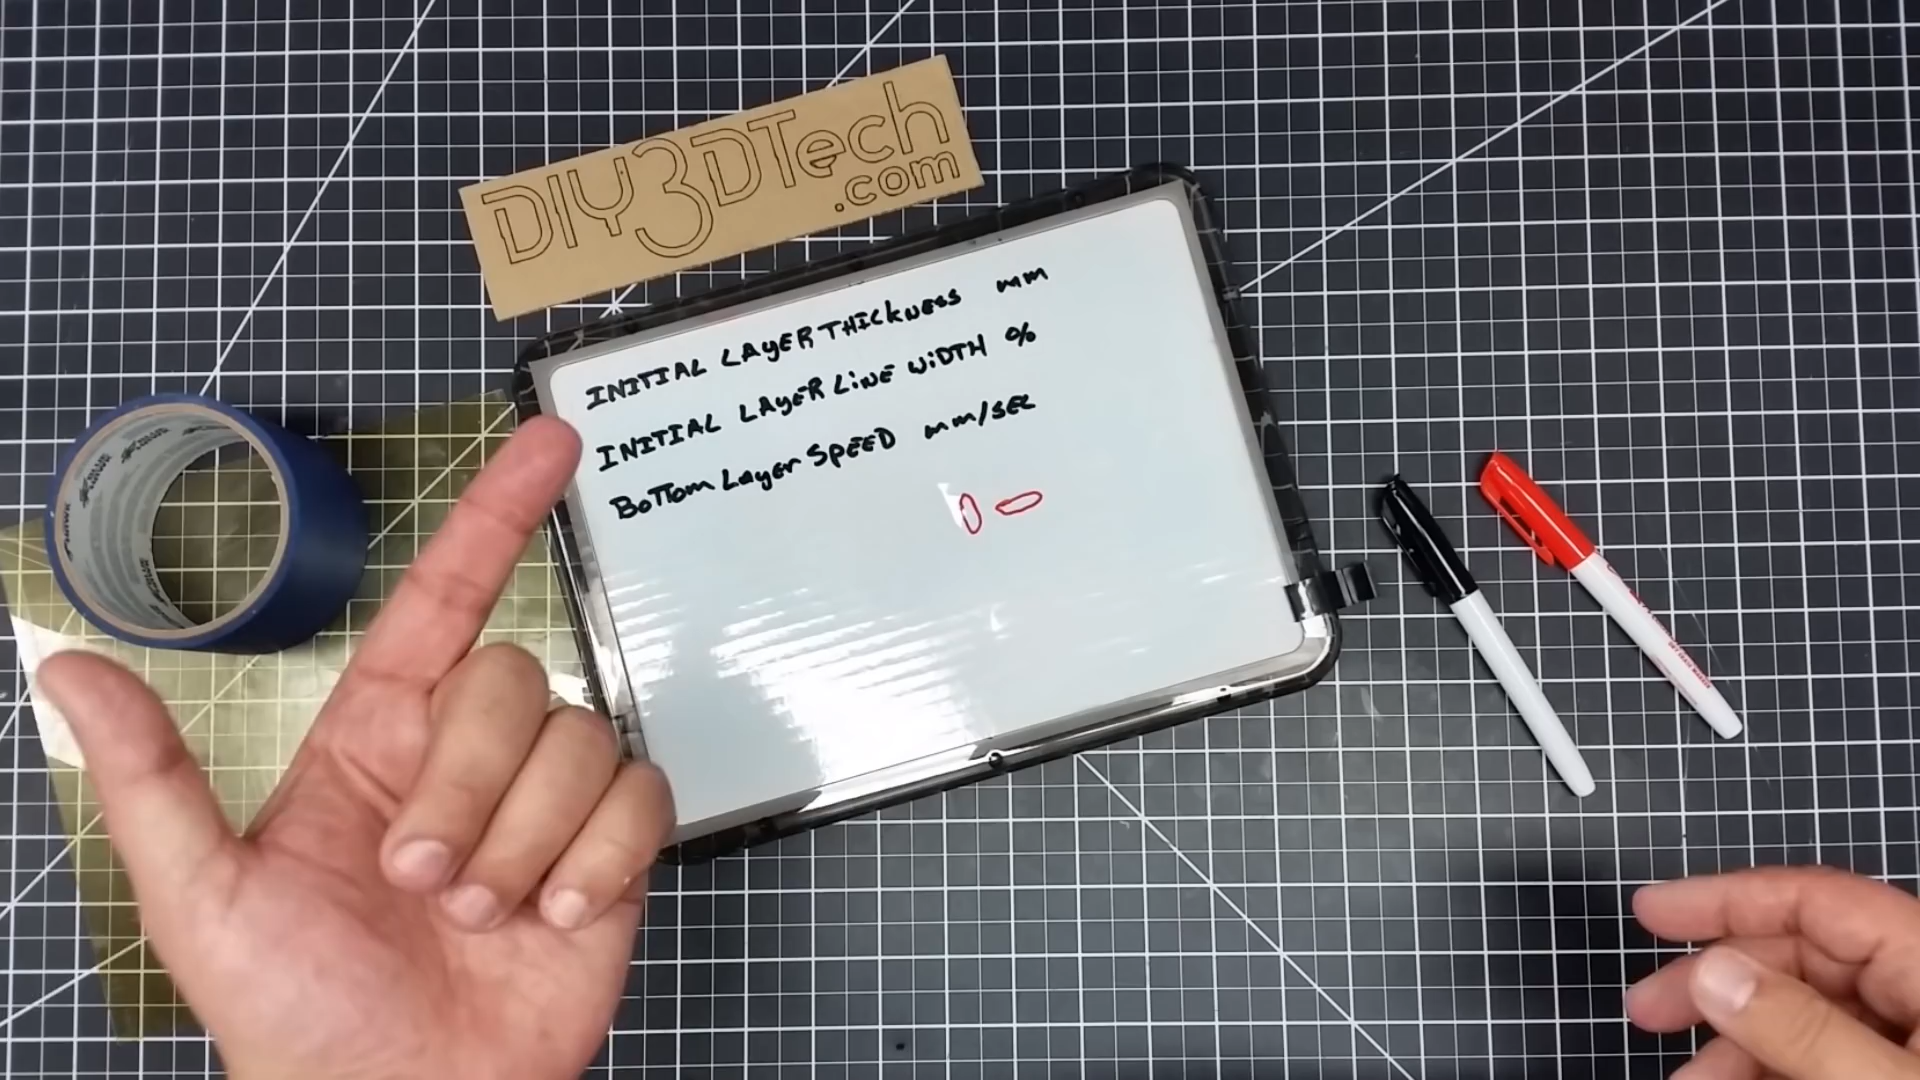 DIY3DTech
.com
INITIAL LAYER THICKNESS mm
INITIAL LAYER LINE WIDTH %
Bottom Layer SPEED mm/SEC